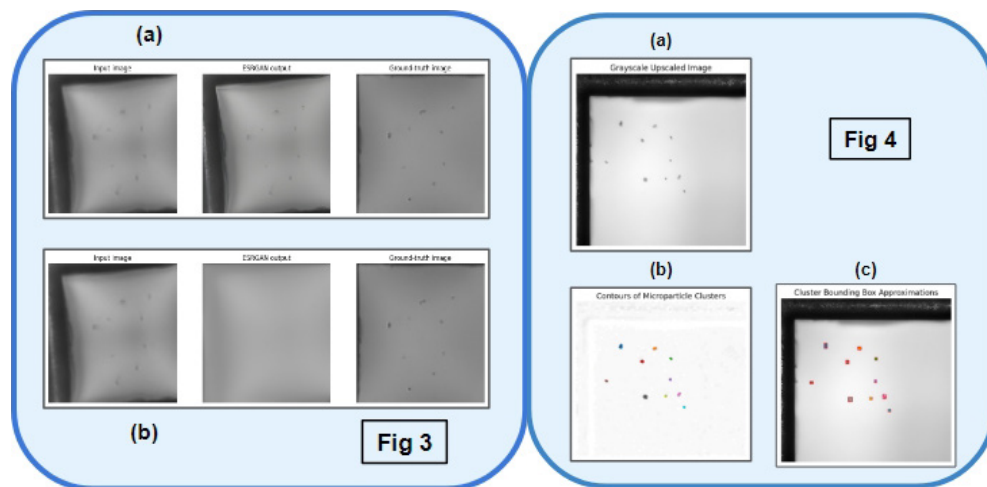 (a)
Input image ESRGAN output Ground-truth image
Input image ESRGAN output Ground-truth image
(b)
Fig 3
(a)
Grayscale Upscaled Image
Fig 4
(b)
(c)
Contours of Microparticle Clusters
Cluster Bounding Box Approximations